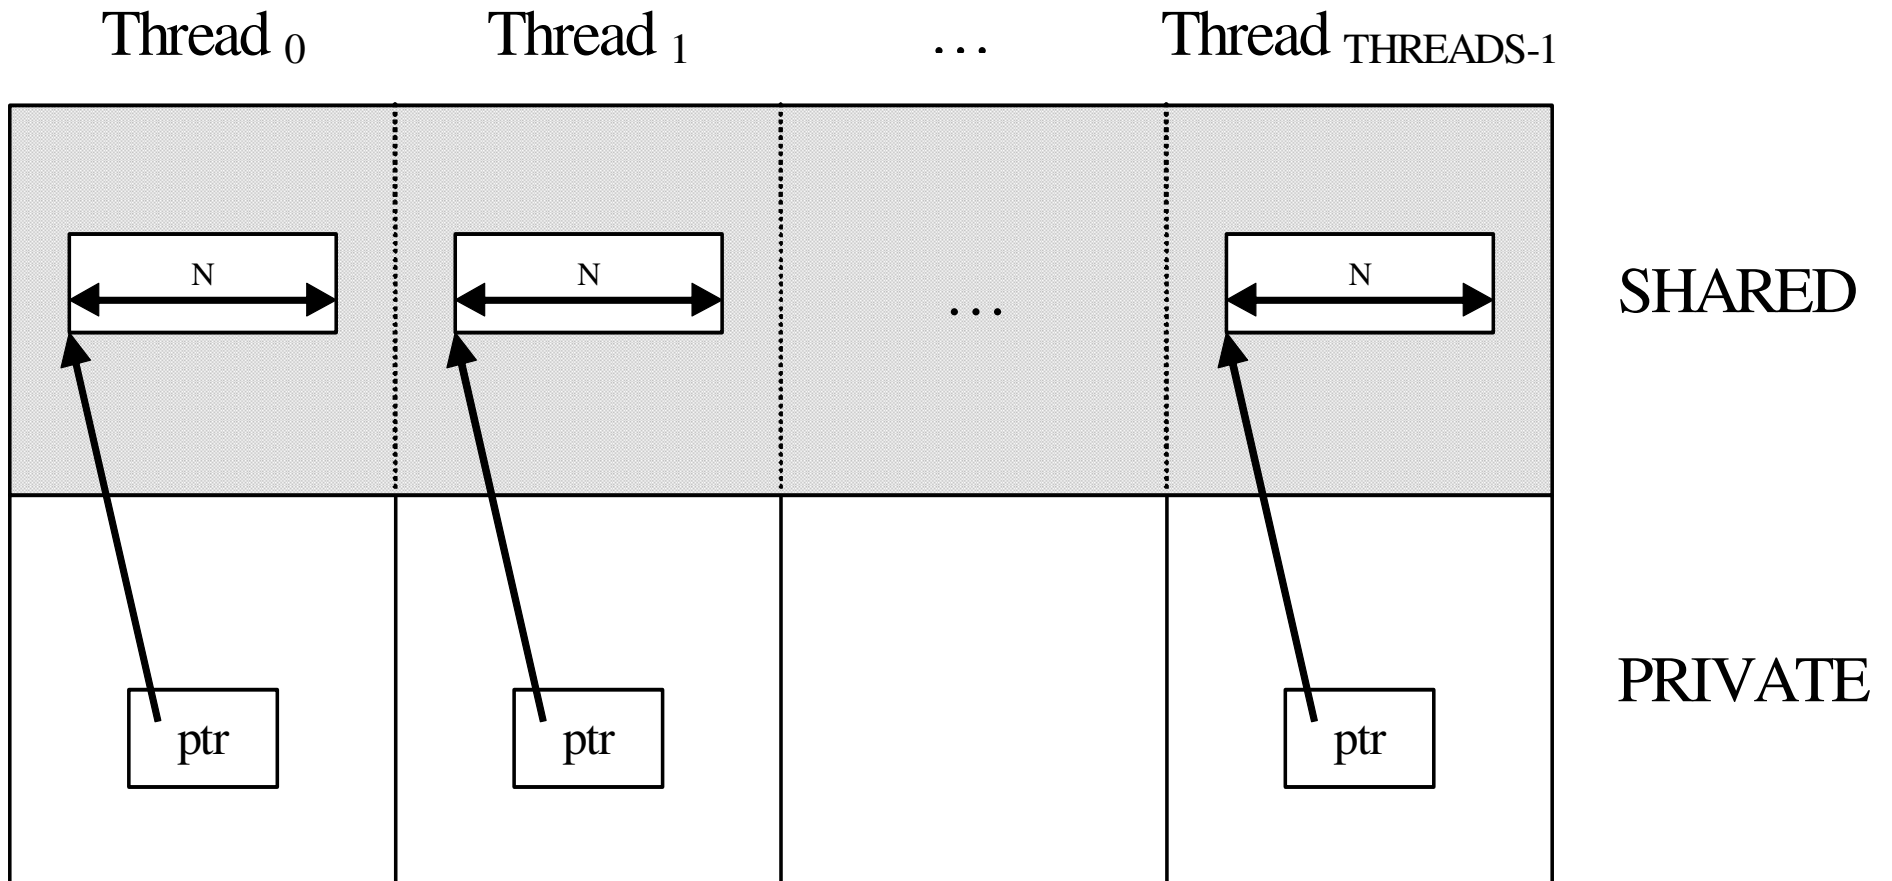 Thread 0 Thread 1 ... Thread THREADS-1
N N ... N SHARED
PRIVATE
ptr ptr ptr